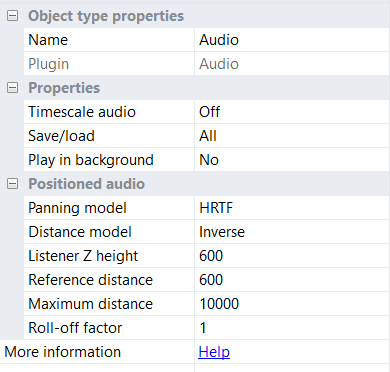 Object type properties
Name Audio
Plugin Audio
Properties
Timescale audio Off
Save/load All
Play in background No
Positioned audio
Panning model HRTF
Distance model Inverse
Listener Z height 600
Reference distance 600
Maximum distance 10000
Roll-off factor 1
More information Help